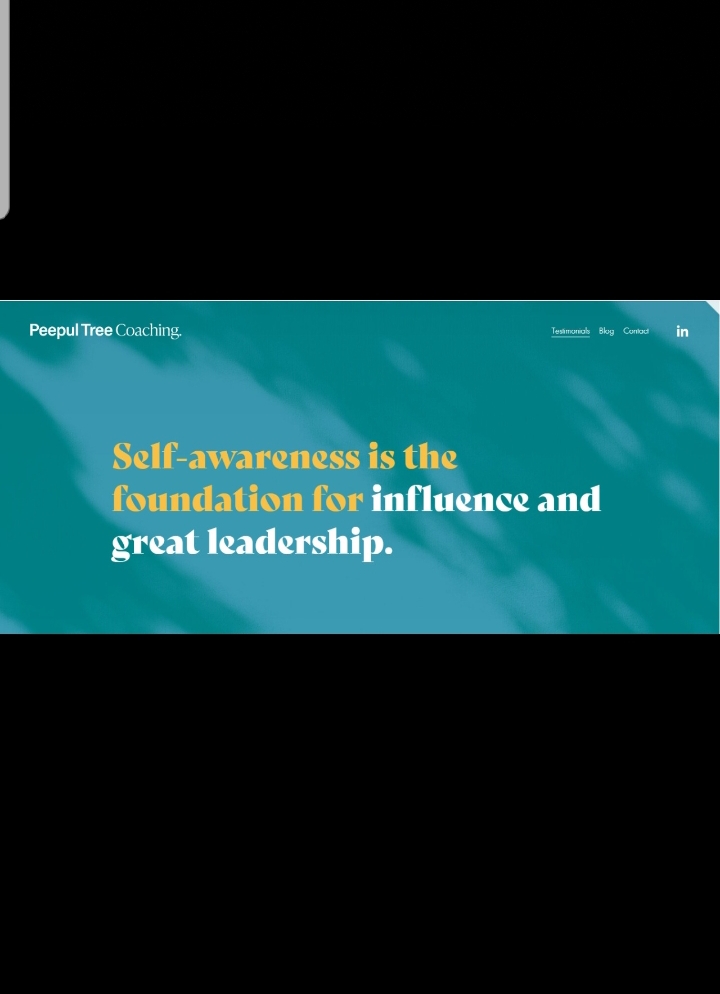 Peepul Tree Coaching.
Testimonials Blog Contact in
Self-awareness is the
foundation for influence and
great leadership.